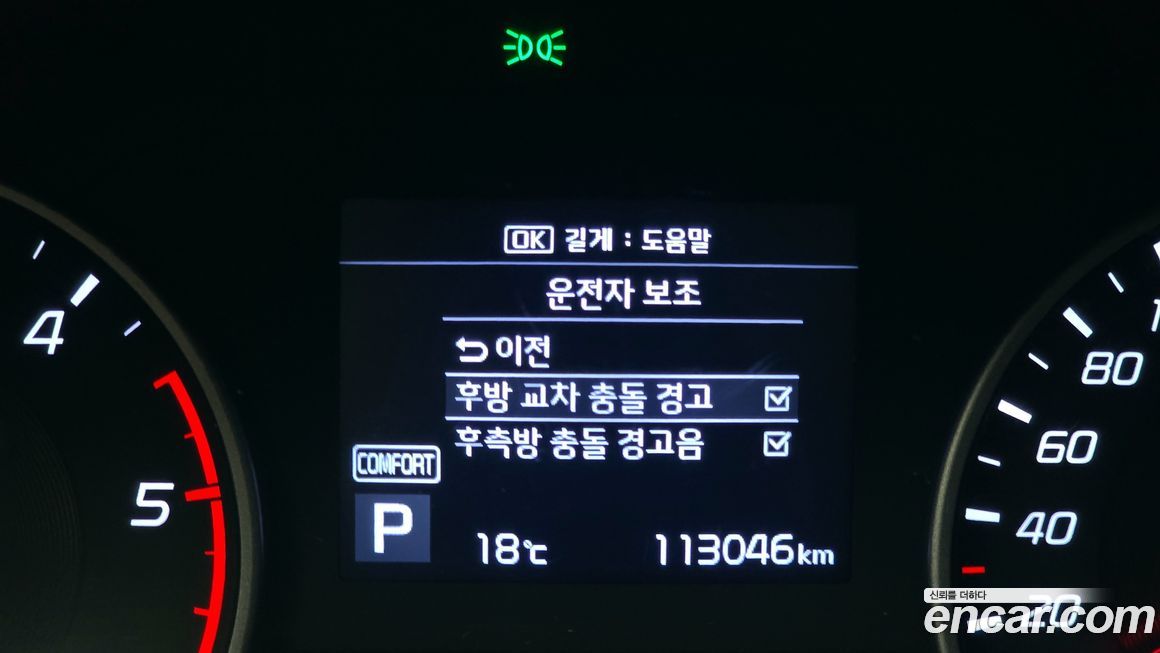 OK 길게 : 도움말
운전자 보조
이전
후방 교차 충돌 경고
후측방 충돌 경고음
COMFORT
P
18℃ 113046km
4
5
80
60
40
20
신뢰를 더하다
encar.com